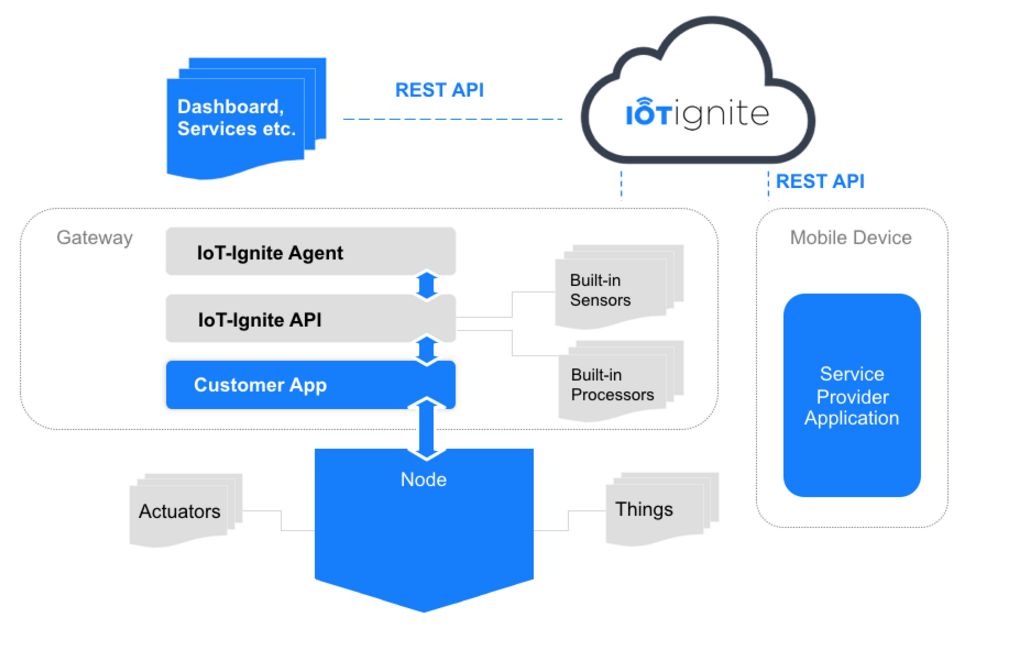 REST API
Dashboard,
Services etc.
IOTignite
REST API
Gateway
Mobile Device
IoT-Ignite Agent
Built-in
Sensors
IoT-Ignite API
Built-in
Processors
Customer App
Service
Provider
Application
Node
Actuators
Things